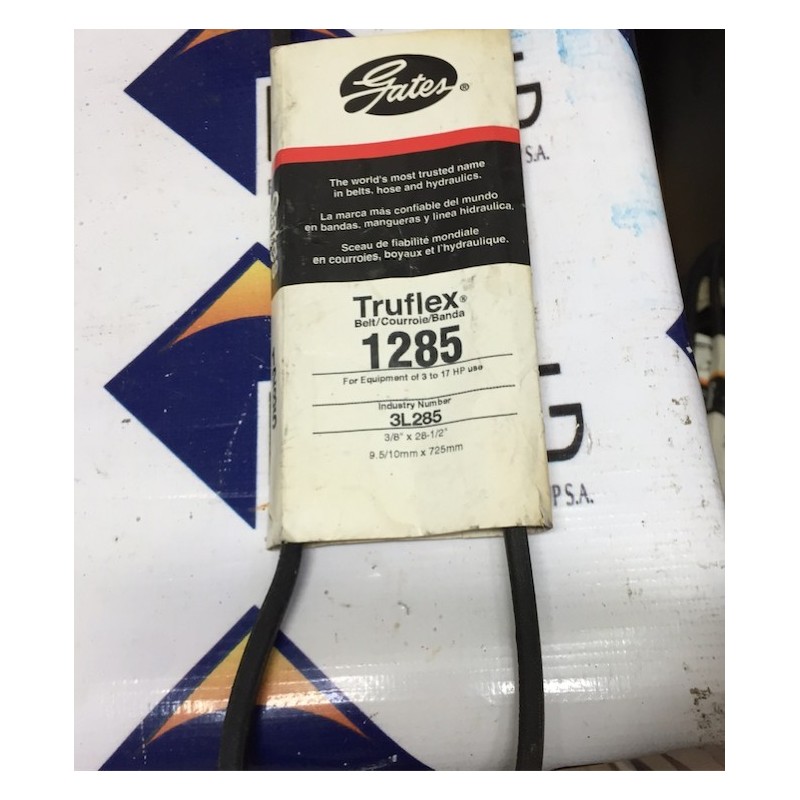 Gates®
The world's most trusted name
in belts, hose and hydraulics.
La marca más confiable del mundo
en bandas, mangueras y linea hidraulica.
Sceau de fiabilité mondiale
en courroies, boyaux et l'hydraulique.
Truflex®
Belt/Courroie/Banda
1285
For Equipment of 3 to 17 HP use
Industry Number
3L285
3/8" x 28-1/2"
9.5/10mm x 725mm
S.A.
P S.A.